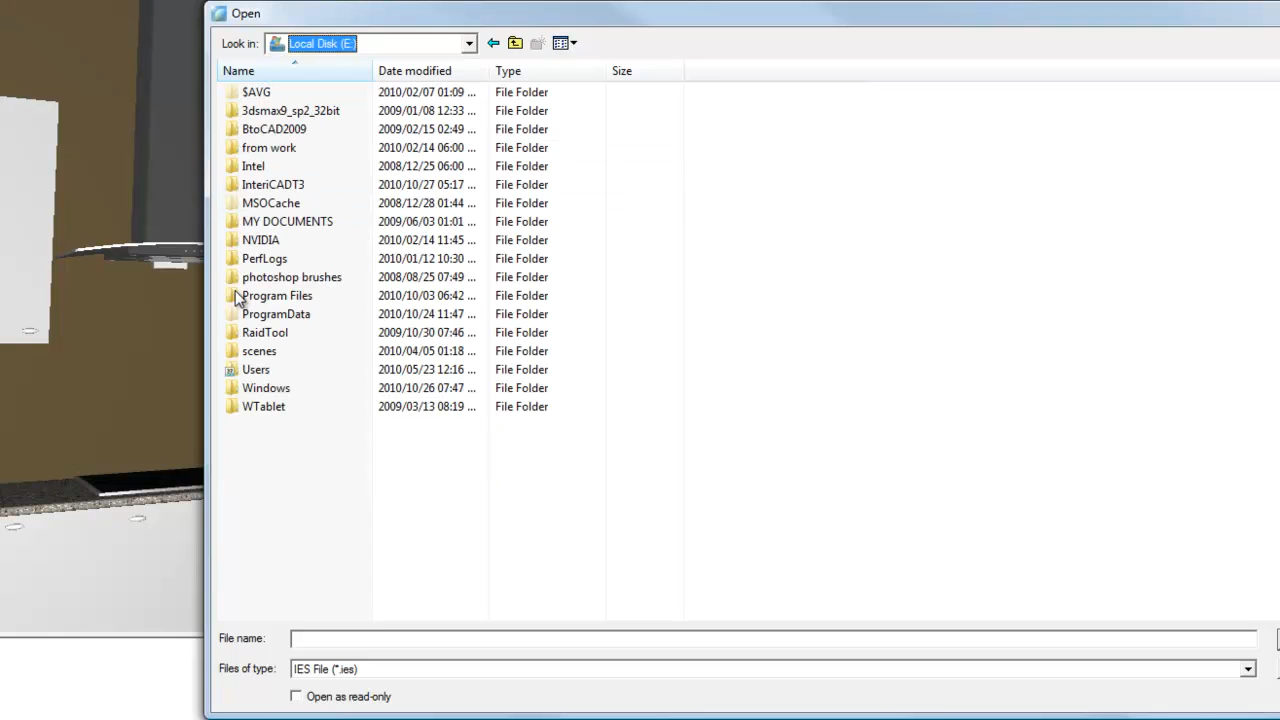 Open
Look in: Local Disk (E:)
Name Date modified Type Size
$AVG 2010/02/07 01:09 ... File Folder
3dsmax9_sp2_32bit 2009/01/08 12:33 ... File Folder
BtoCAD2009 2009/02/15 02:49 ... File Folder
from work 2010/02/14 06:00 ... File Folder
Intel 2008/12/25 06:00 ... File Folder
InteriCADT3 2010/10/27 05:17 ... File Folder
MSOCache 2008/12/28 01:44 ... File Folder
MY DOCUMENTS 2009/06/03 01:01 ... File Folder
NVIDIA 2010/02/14 11:45 ... File Folder
PerfLogs 2010/01/12 10:30 ... File Folder
photoshop brushes 2008/08/25 07:49 ... File Folder
Program Files 2010/10/03 06:42 ... File Folder
ProgramData 2010/10/24 11:47 ... File Folder
RaidTool 2009/10/30 07:46 ... File Folder
scenes 2010/04/05 01:18 ... File Folder
Users 2010/05/23 12:16 ... File Folder
Windows 2010/10/26 07:47 ... File Folder
WTablet 2009/03/13 08:19 ... File Folder
File name:
Files of type: IES File (*.ies)
Open as read-only